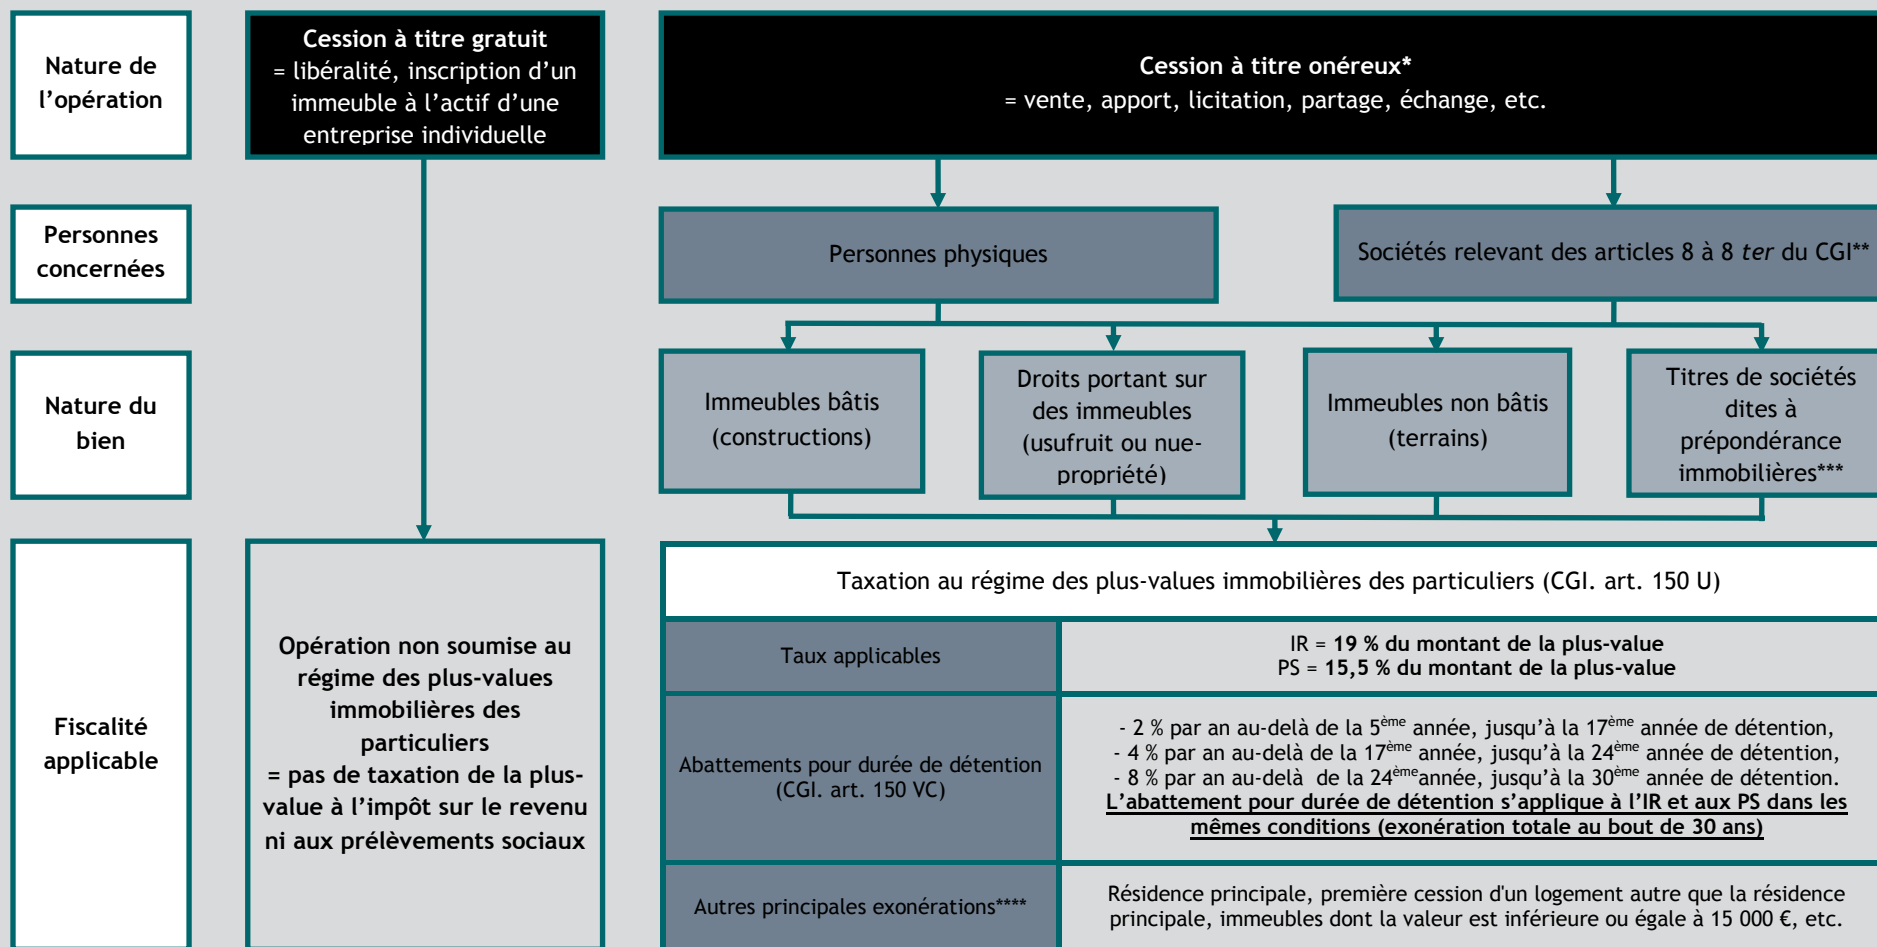 Nature de
l’opération
Cession à titre gratuit
= libéralité, inscription d’un
immeuble à l’actif d’une
entreprise individuelle
Cession à titre onéreux*
= vente, apport, licitation, partage, échange, etc.
Personnes
concernées
Personnes physiques
Sociétés relevant des articles 8 à 8 ter du CGI**
Nature du
bien
Immeubles bâtis
(constructions)
Droits portant sur
des immeubles
(usufruit ou nue-
propriété)
Immeubles non bâtis
(terrains)
Titres de sociétés
dites à
prépondérance
immobilières***
Fiscalité
applicable
Opération non soumise au
régime des plus-values
immobilières des
particuliers
= pas de taxation de la plus-
value à l’impôt sur le revenu
ni aux prélèvements sociaux
Taxation au régime des plus-values immobilières des particuliers (CGI. art. 150 U)
Taux applicables
IR = 19 % du montant de la plus-value
PS = 15,5 % du montant de la plus-value
Abattements pour durée de détention
(CGI. art. 150 VC)
- 2 % par an au-delà de la 5ème année, jusqu’à la 17ème année de détention,
- 4 % par an au-delà de la 17ème année, jusqu’à la 24ème année de détention,
- 8 % par an au-delà de la 24èmeannée, jusqu’à la 30ème année de détention.
L’abattement pour durée de détention s’applique à l’IR et aux PS dans les
mêmes conditions (exonération totale au bout de 30 ans)
Autres principales exonérations****
Résidence principale, première cession d'un logement autre que la résidence
principale, immeubles dont la valeur est inférieure ou égale à 15 000 €, etc.